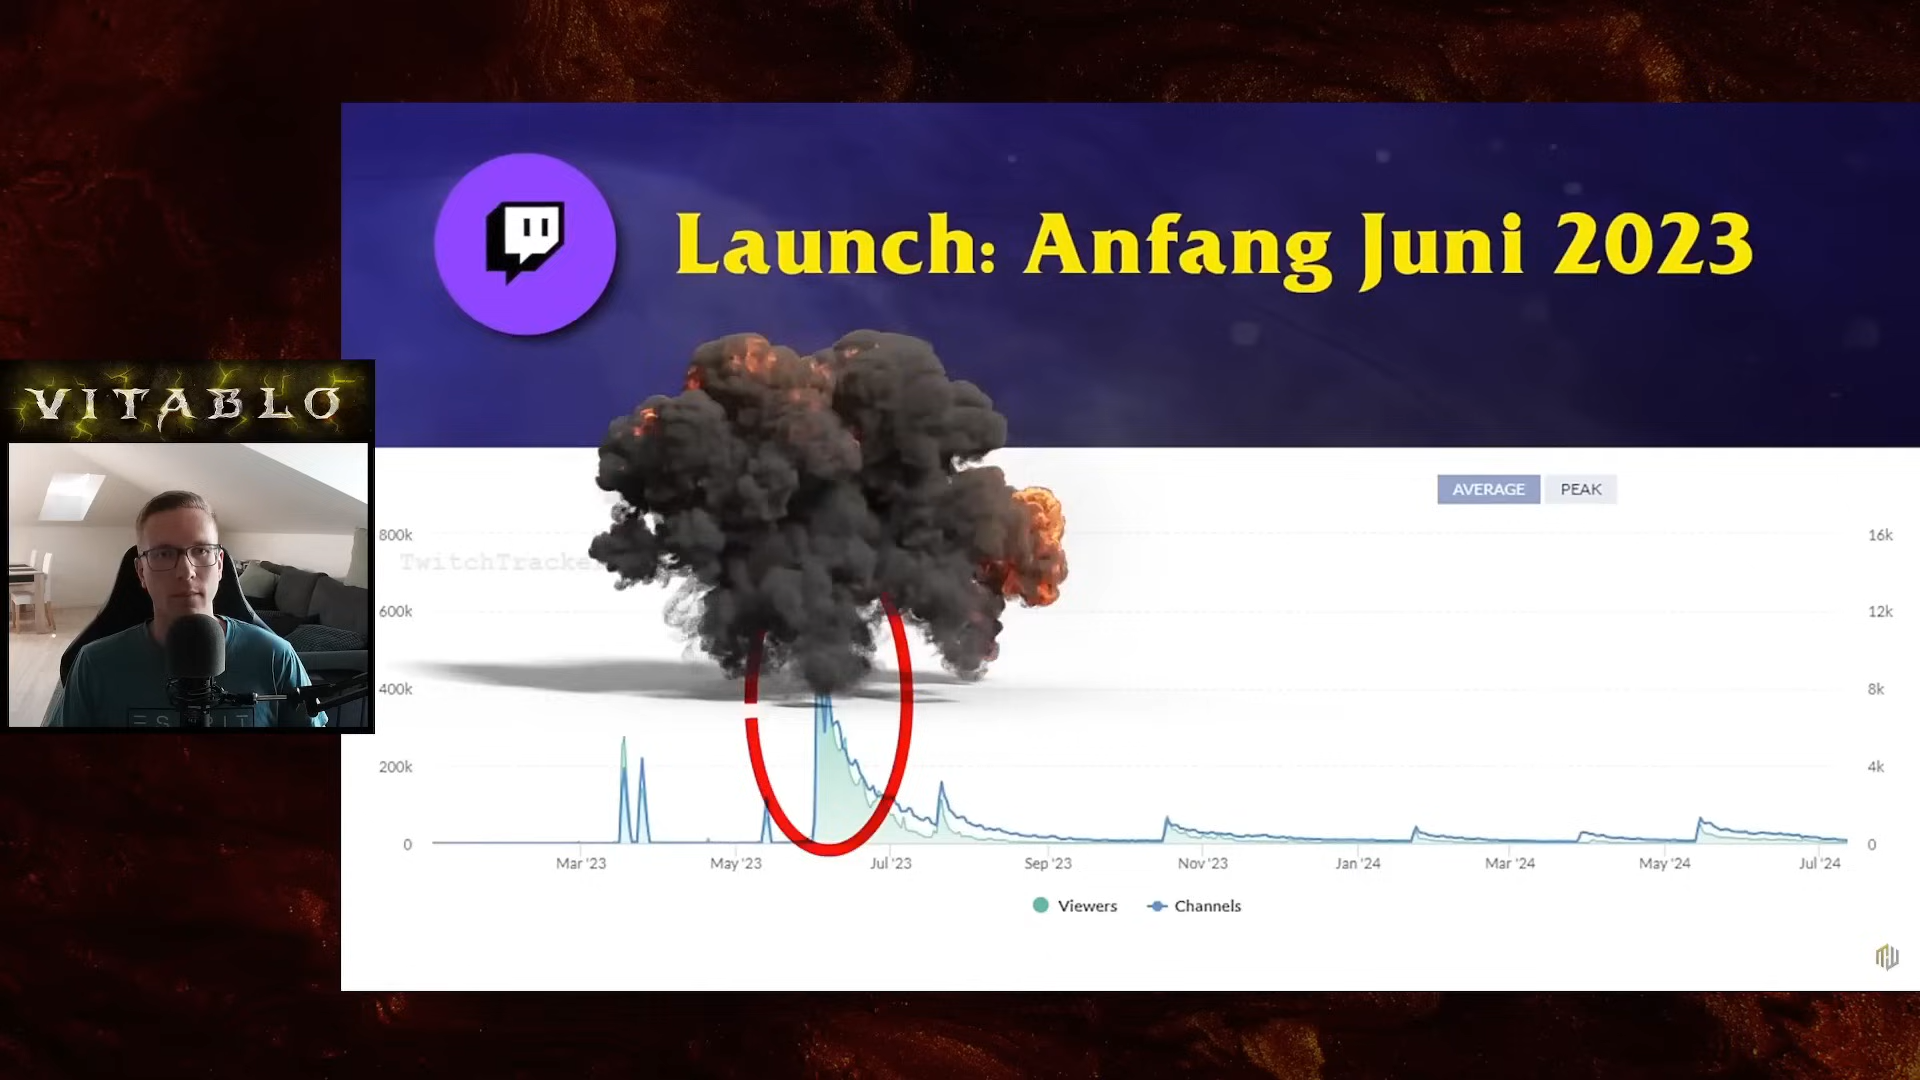 Launch: Anfang Juni 2023
VITABLO
AVERAGE PEAK
800k
16k
TwitchTracke
600k
12k
400k
8k
200k
4k
0
0
Mar '23 May '23 Jul '23 Sep '23 Nov '23 Jan '24 Mar '24 May '24 Jul '24
Viewers Channels